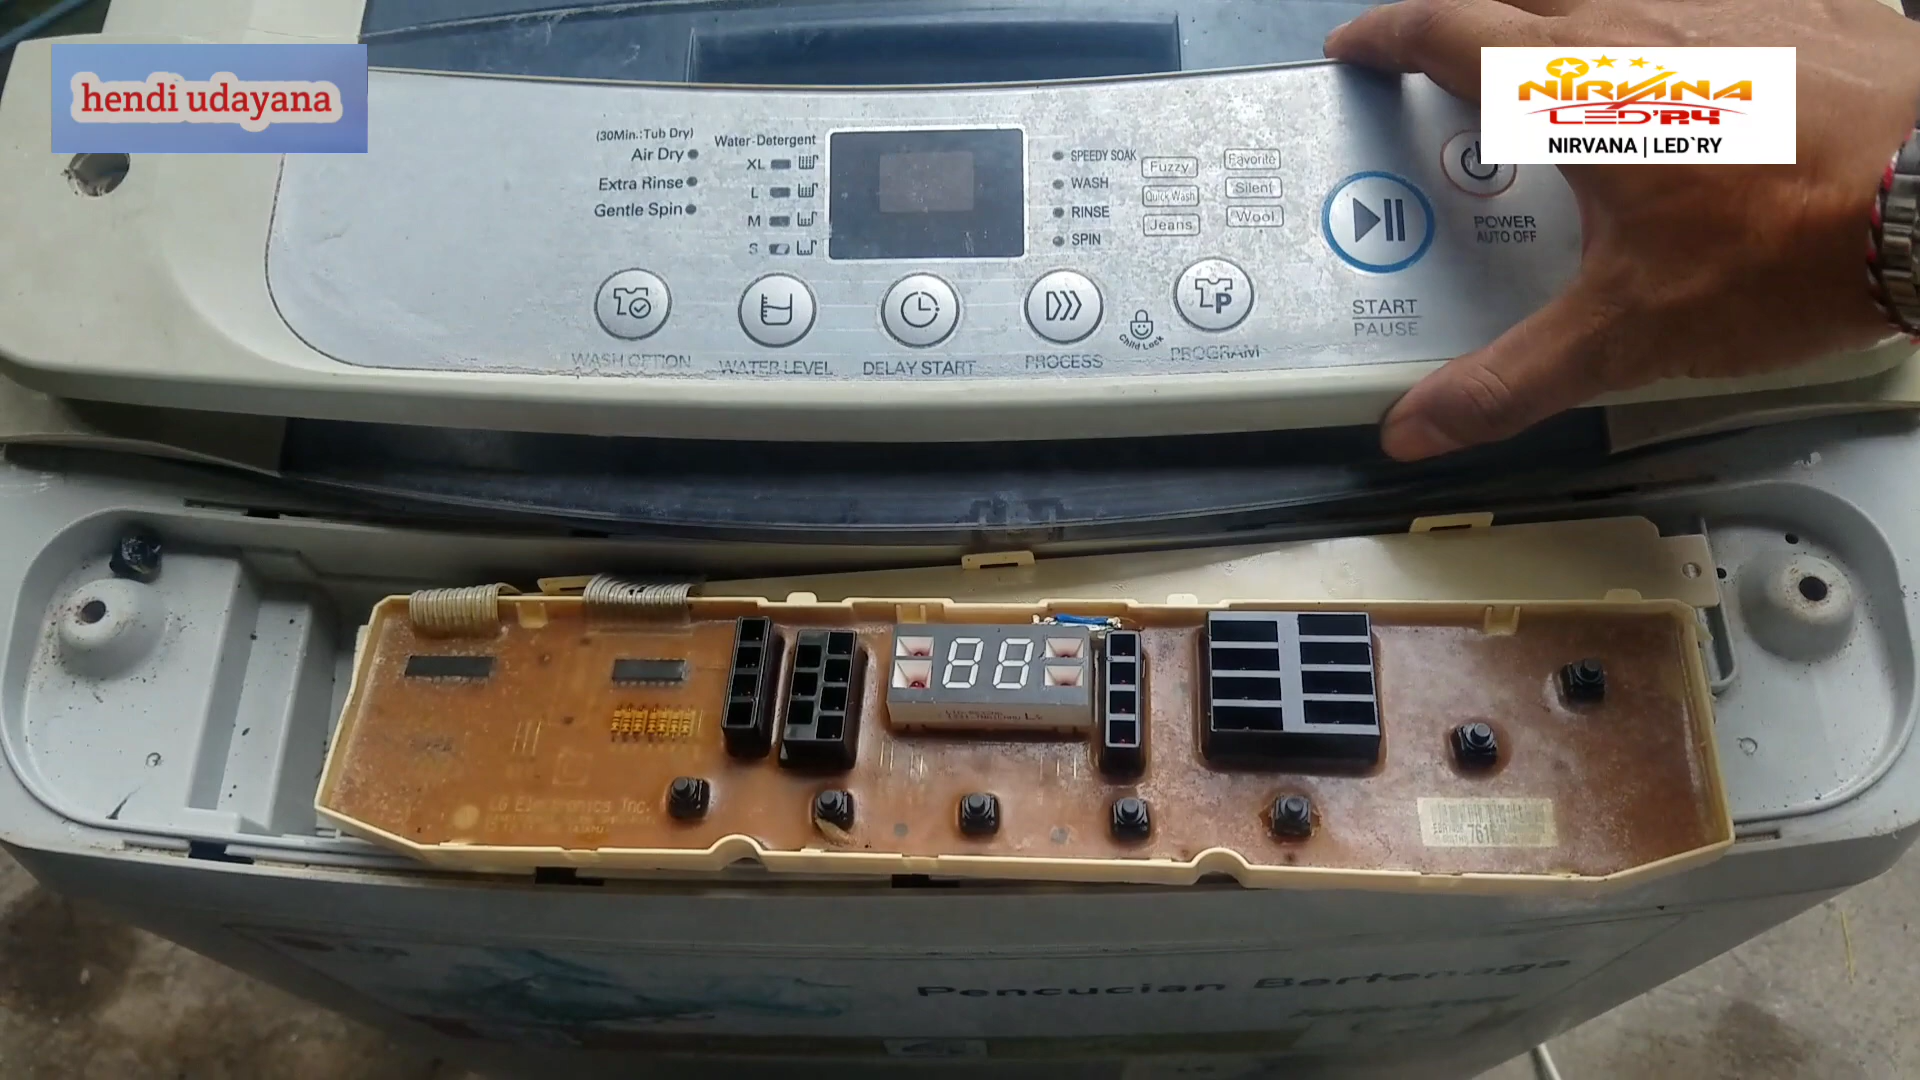 hendi udayana
NIRVANA
LED'RY
NIRVANA | LED`RY
(30Min.:Tub Dry)
Air Dry
Extra Rinse
Gentle Spin
Water-Detergent
XL
L
M
S
SPEEDY SOAK
WASH
RINSE
SPIN
Fuzzy
Quick Wash
Jeans
Favorite
Silent
Wool
START
PAUSE
POWER
AUTO OFF
WASH OPTION
WATER LEVEL
DELAY START
PROCESS
Child Lock
P
PROGRAM
88
LG Electronics Inc.
Pencucian Bertenaga